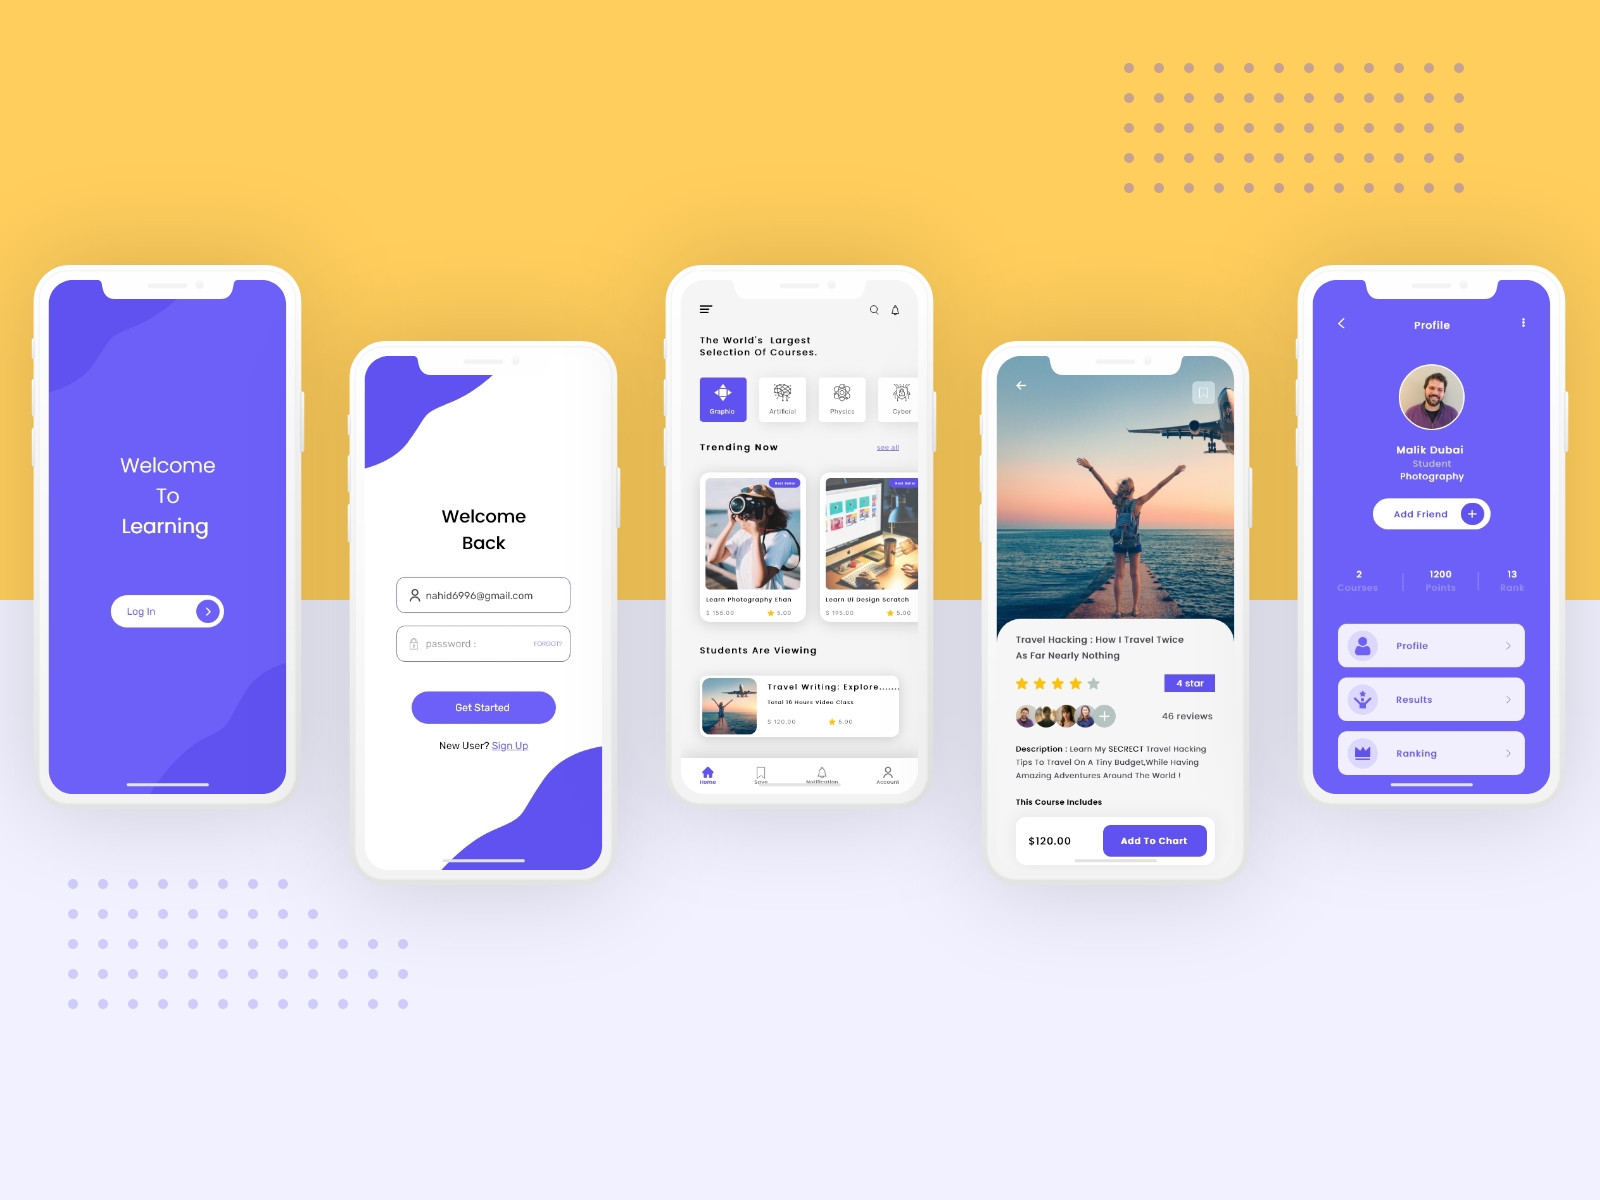 Welcome
To
Learning
Log In
Welcome
Back
nahid6996@gmail.com
password :
FORGOT?
Get Started
New User? Sign Up
The World's Largest
Selection Of Courses.
Graphic
Artificial
Physics
Cyber
Trending Now
see all
Best Seller
Best Seller
Learn Photography Ehan
$ 155.00
5.00
Learn Ui Design Scratch
$ 195.00
5.00
Students Are Viewing
Travel Writing: Explore.......
Total 16 Hours Video Class
$ 120.00
5.00
Home
Save
Notification
Account
Travel Hacking : How I Travel Twice
As Far Nearly Nothing
4 star
46 reviews
Description : Learn My SECRECT Travel Hacking
Tips To Travel On A Tiny Budget,While Having
Amazing Adventures Around The World !
This Course Includes
$120.00
Add To Chart
Profile
Malik Dubai
Student
Photography
Add Friend
2
Courses
1200
Points
13
Rank
Profile
Results
Ranking